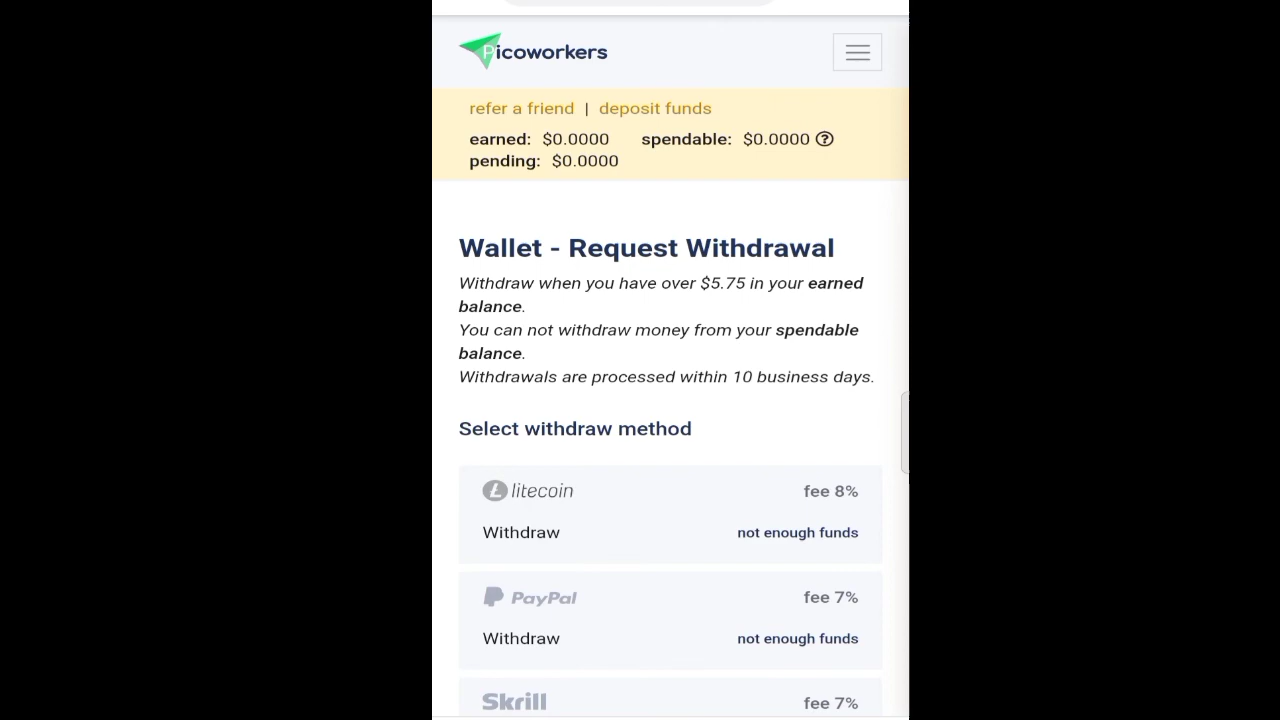 Picoworkers
refer a friend | deposit funds
earned: $0.0000 spendable: $0.0000
pending: $0.0000
Wallet - Request Withdrawal
Withdraw when you have over $5.75 in your earned
balance.
You can not withdraw money from your spendable
balance.
Withdrawals are processed within 10 business days.
Select withdraw method
litecoin fee 8%
Withdraw not enough funds
PayPal fee 7%
Withdraw not enough funds
Skrill fee 7%